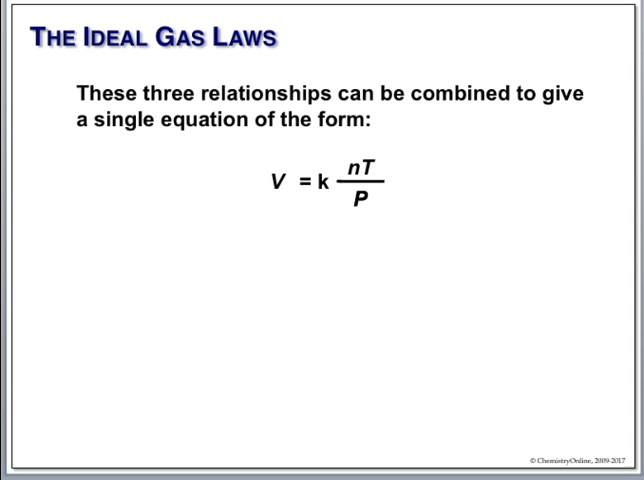 THE IDEAL GAS LAWS
These three relationships can be combined to give
a single equation of the form:
V = k nT
P
© ChemistryOnline, 2009-2017